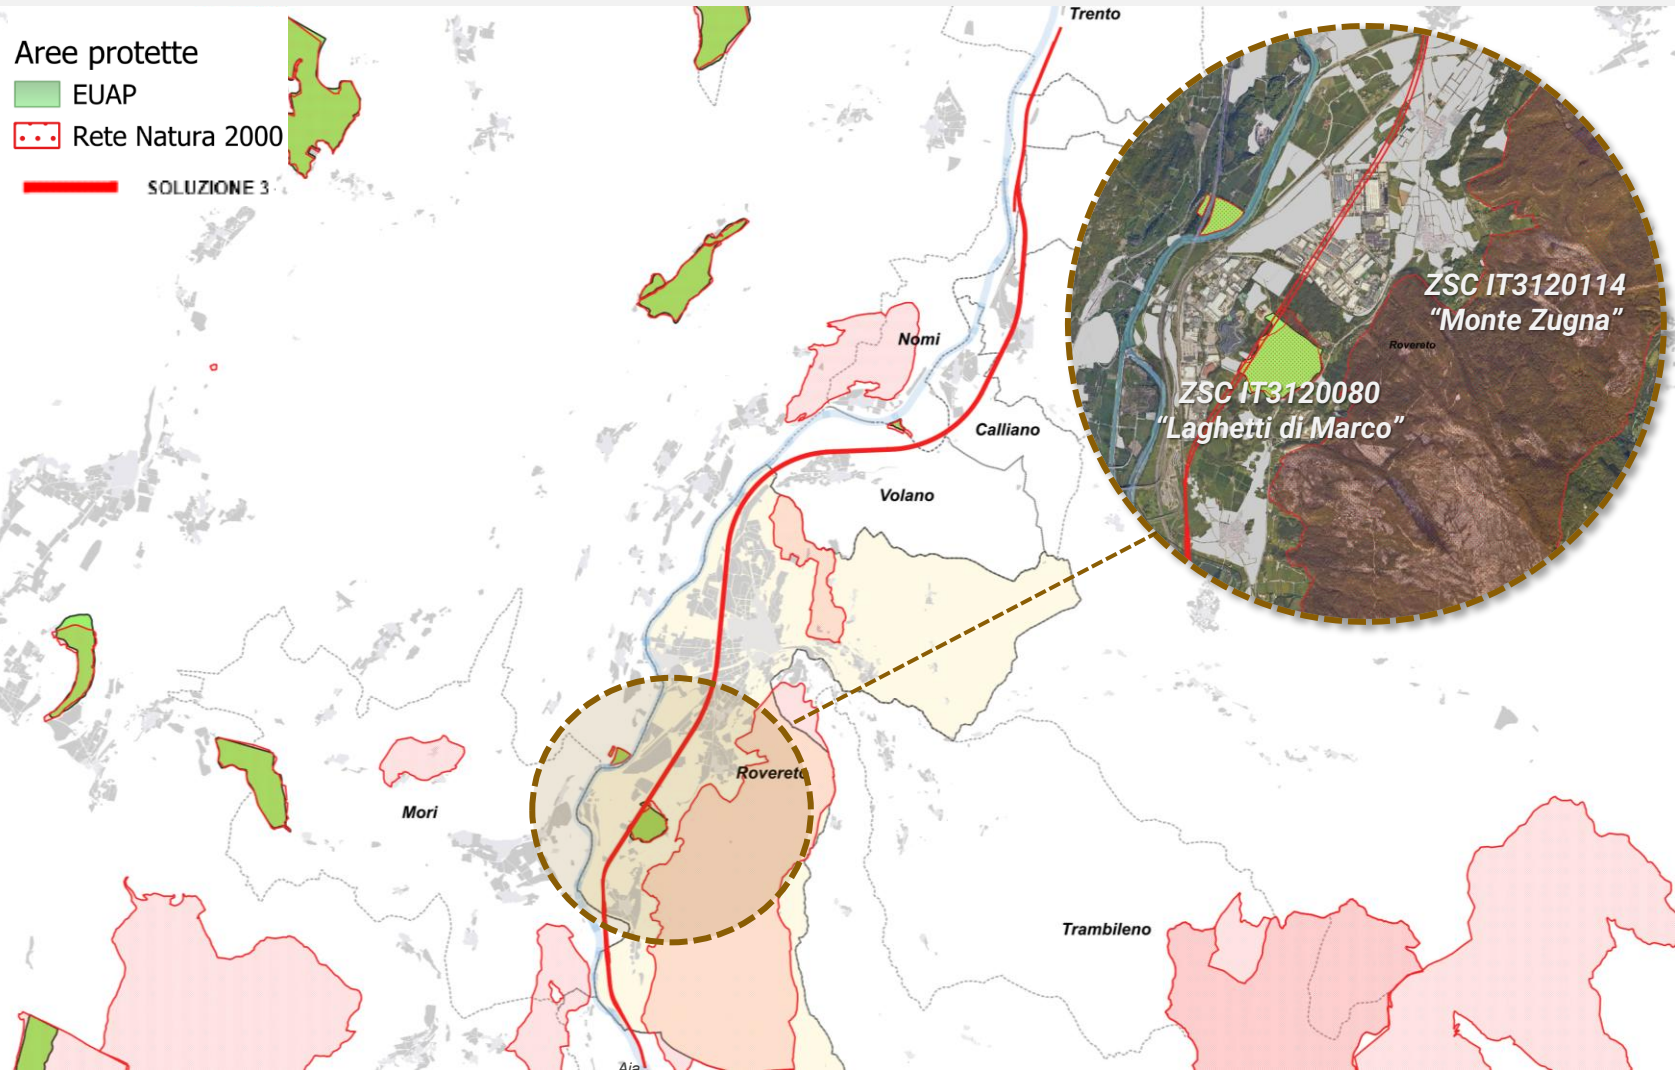 Aree protette
EUAP
Rete Natura 2000
SOLUZIONE 3
Trento
Nomi
Calliano
Volano
Rovereto
Mori
Trambileno
Ala
ZSC IT3120114
“Monte Zugna”
Rovereto
ZSC IT3120080
“Laghetti di Marco”